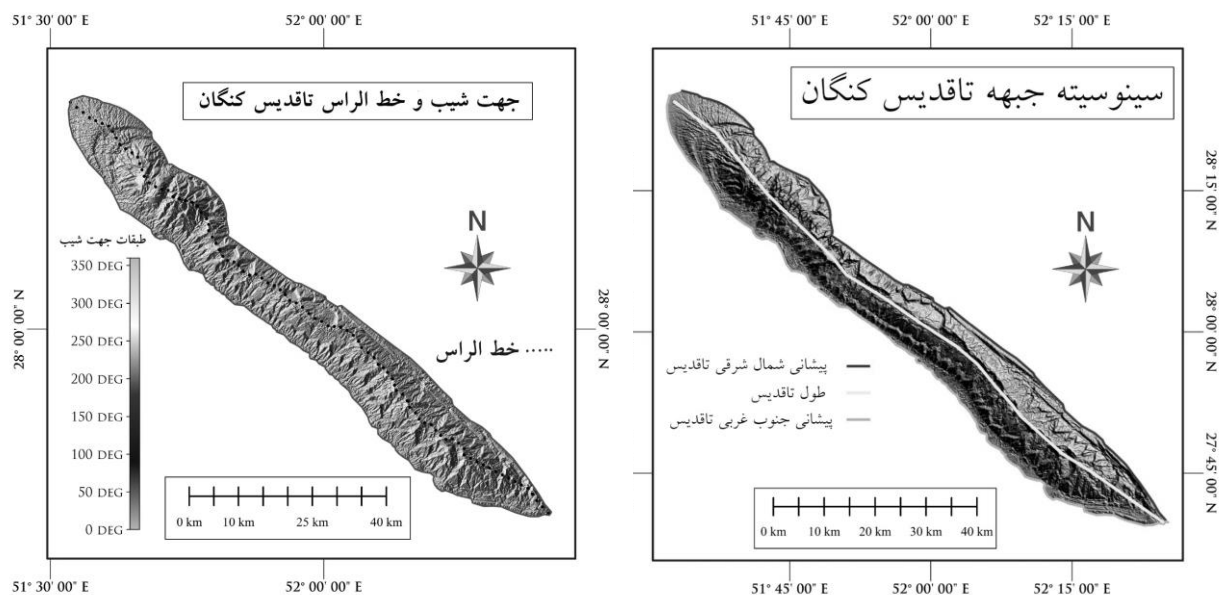 51° 30' 00" E
52° 00' 00" E
جهت شیب و خط الراس تاقدیس کنگان
N
طبقات جهت شیب
350 DEG
300 DEG
250 DEG
200 DEG
150 DEG
100 DEG
50 DEG
0 DEG
28° 00' 00" N
28° 00' 00" N
خط الراس
0 km
10 km
25 km
40 km
51° 30' 00" E
52° 00' 00" E
51° 45' 00" E
52° 00' 00" E
52° 15' 00" E
سینوسیته جبهه تاقدیس کنگان
28° 15' 00" N
N
28° 00' 00" N
پیشانی شمال شرقی تاقدیس
طول تاقدیس
پیشانی جنوب غربی تاقدیس
27° 45' 00" N
0 km
10 km
20 km
30 km
40 km
51° 45' 00" E
52° 00' 00" E
52° 15' 00" E